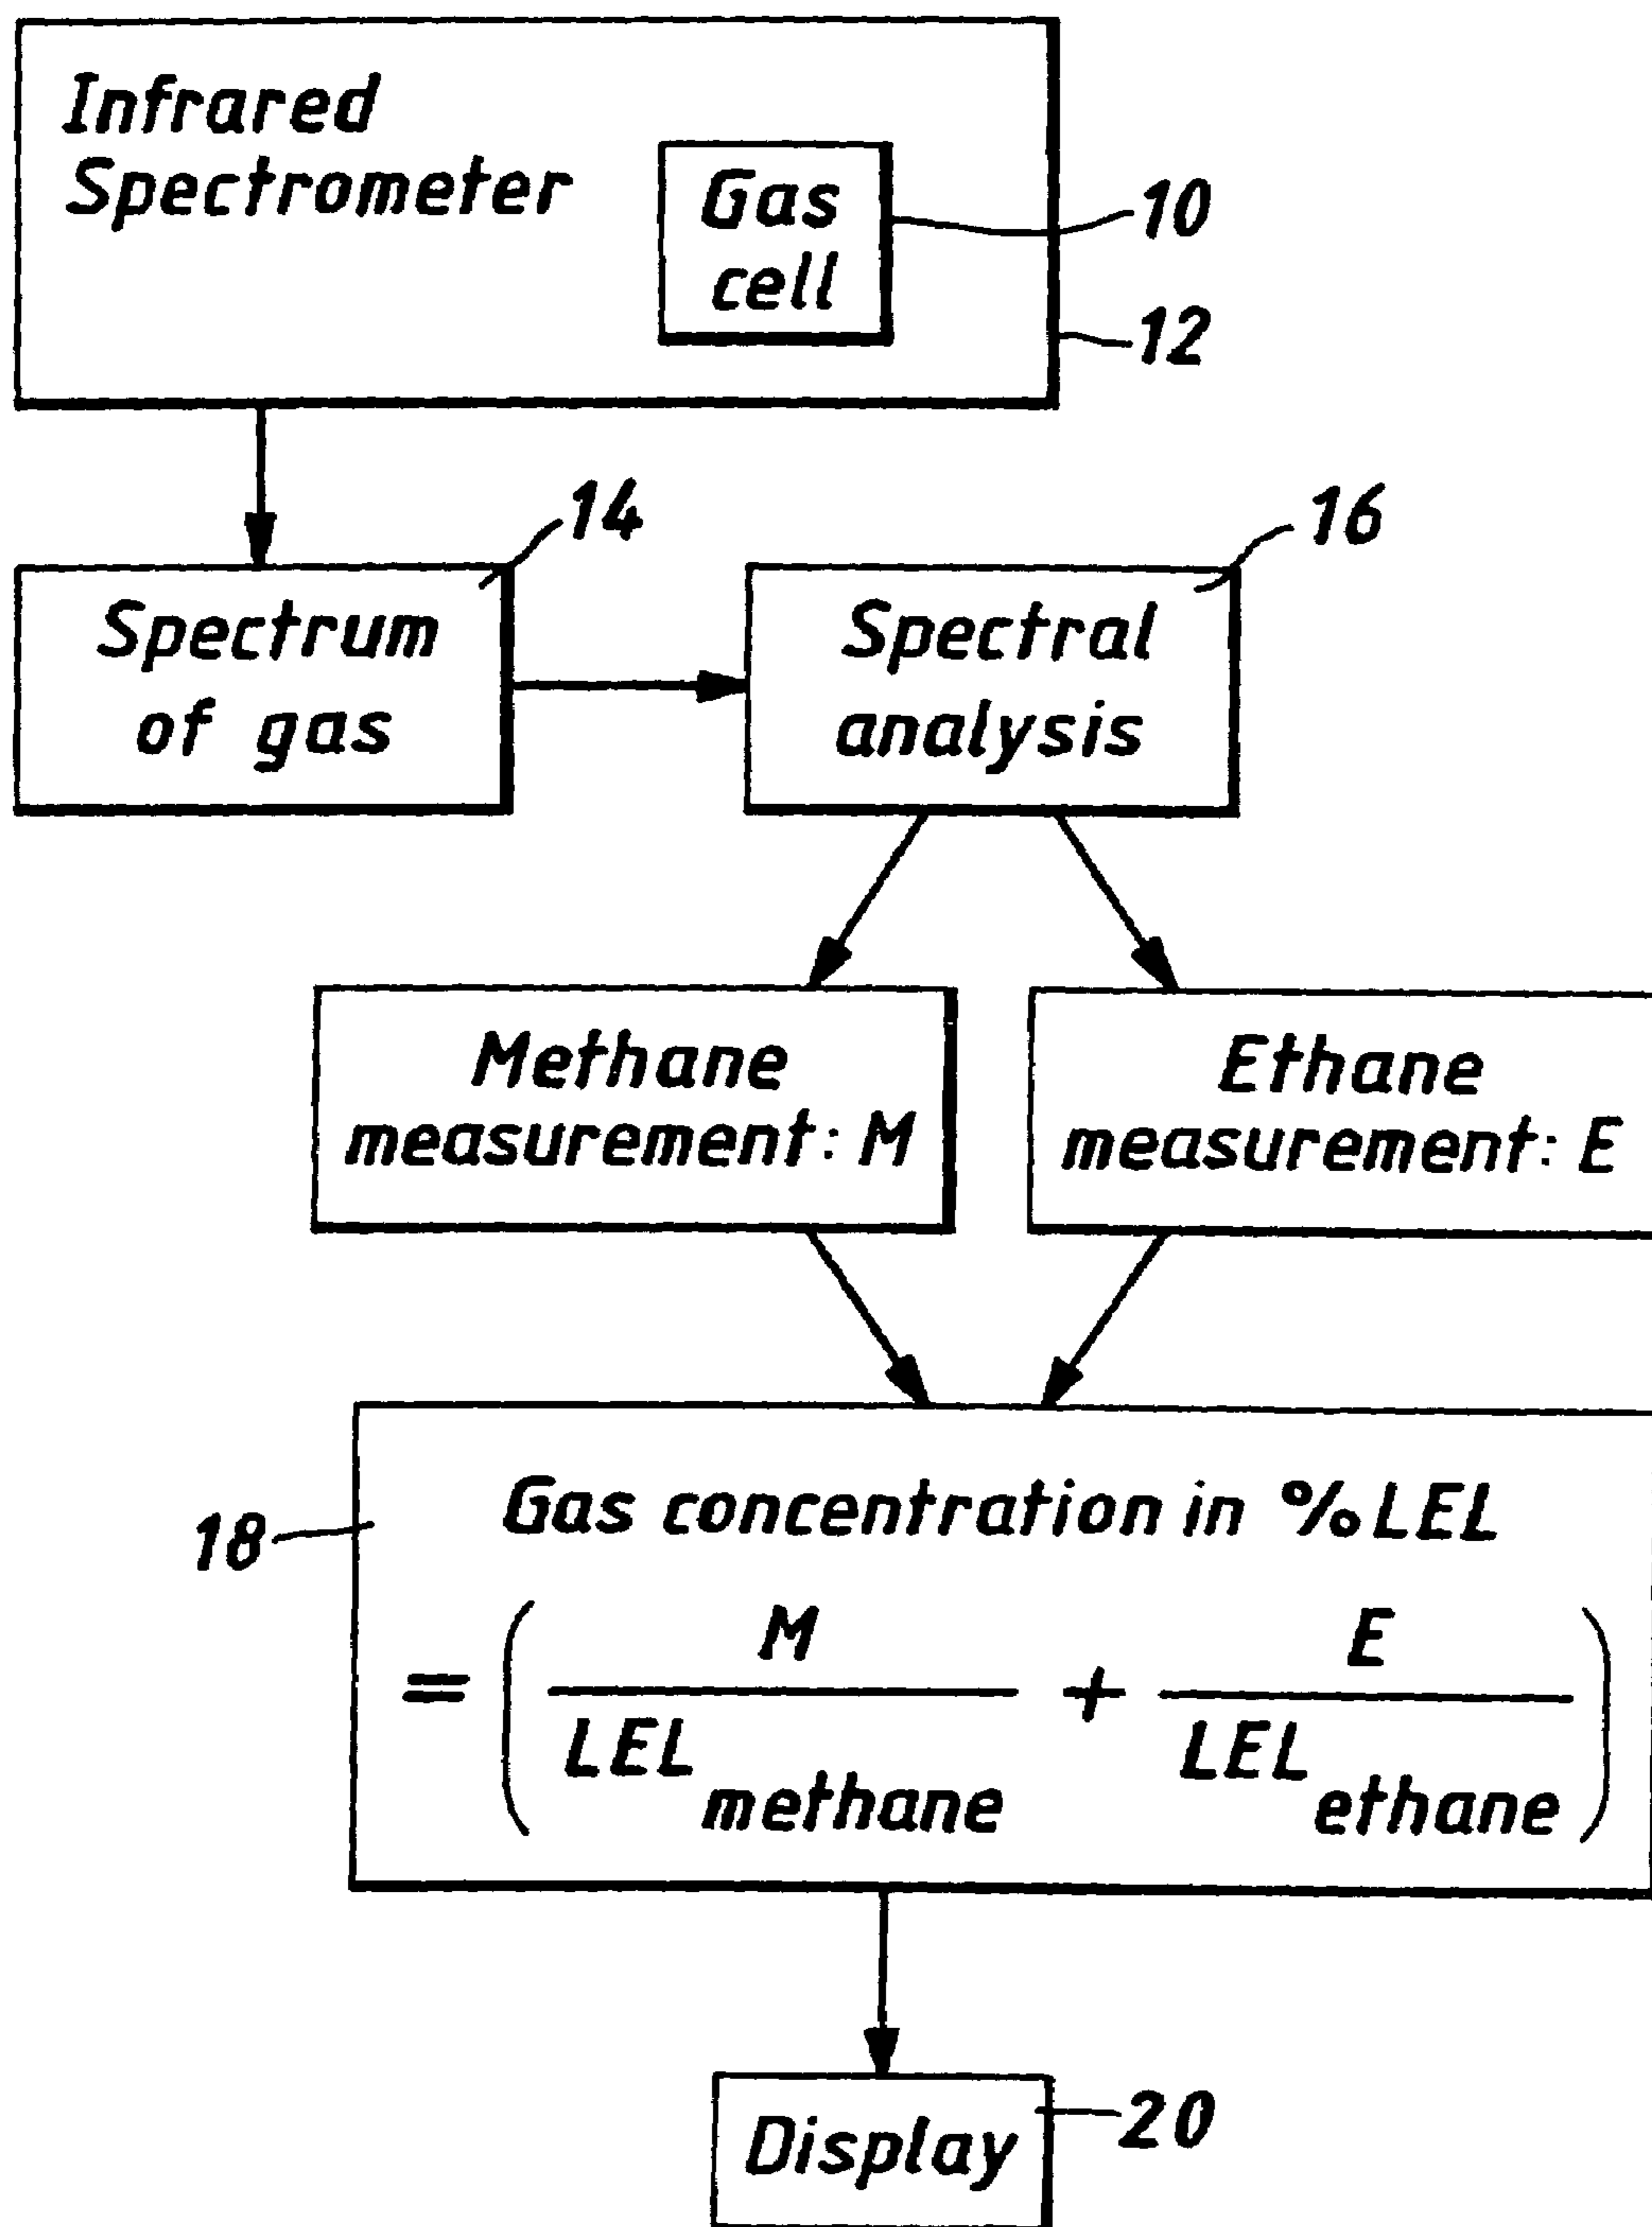 Infrared
Spectrometer
Gas
cell
10
12
14
16
Spectrum
of gas
Spectral
analysis
Methane
measurement: M
Ethane
measurement: E
18
Gas concentration in %LEL
= ( M / LEL methane + E / LEL ethane )
Display
20